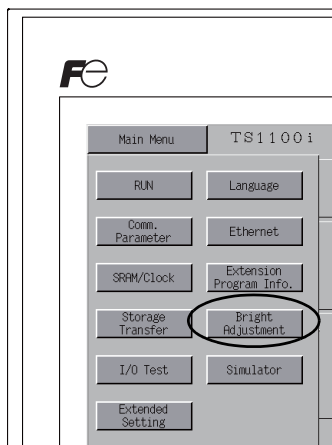 Fe
Main Menu
TS1100i
RUN
Language
Comm.
Parameter
Ethernet
SRAM/Clock
Extension
Program Info.
Storage
Transfer
Bright
Adjustment
I/O Test
Simulator
Extended
Setting